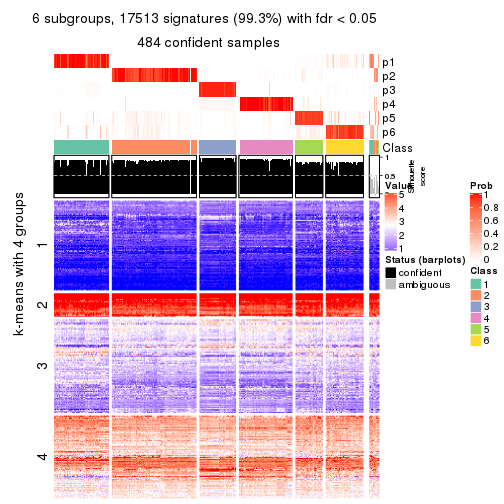 6 subgroups, 17513 signatures (99.3%) with fdr < 0.05
484 confident samples
p1
p2
p3
p4
p5
p6
Class
1
0.5
0
Silhouette
score
k-means with 4 groups
1
2
3
4
Value
5
4
3
2
1
Status (barplots)
confident
ambiguous
Prob
1
0.8
0.6
0.4
0.2
0
Class
1
2
3
4
5
6